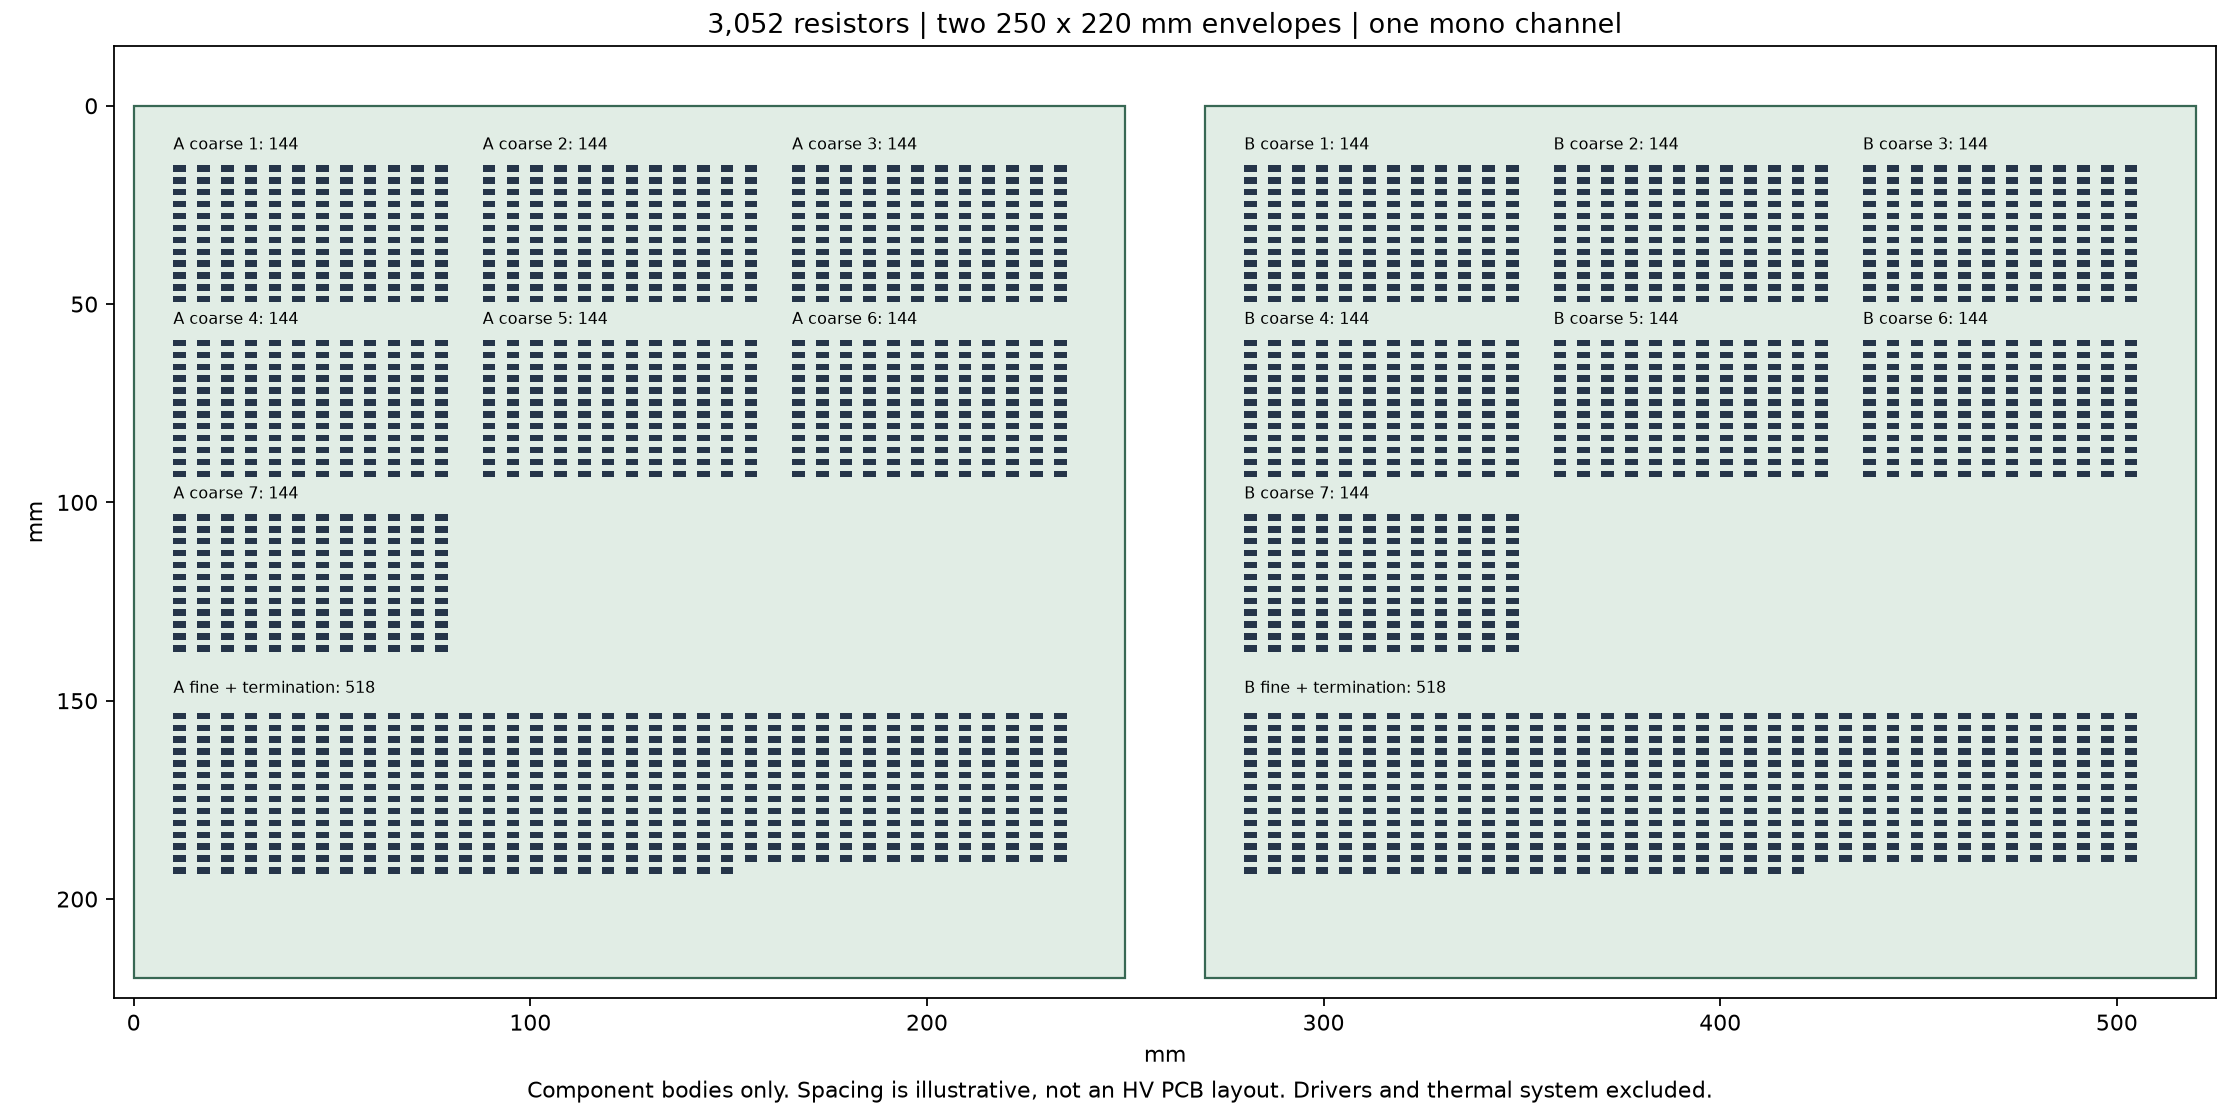 3,052 resistors | two 250 x 220 mm envelopes | one mono channel
A coarse 1: 144
A coarse 2: 144
A coarse 3: 144
A coarse 4: 144
A coarse 5: 144
A coarse 6: 144
A coarse 7: 144
A fine + termination: 518
B coarse 1: 144
B coarse 2: 144
B coarse 3: 144
B coarse 4: 144
B coarse 5: 144
B coarse 6: 144
B coarse 7: 144
B fine + termination: 518
0
50
100
150
200
mm
0
100
200
300
400
500
mm
Component bodies only. Spacing is illustrative, not an HV PCB layout. Drivers and thermal system excluded.